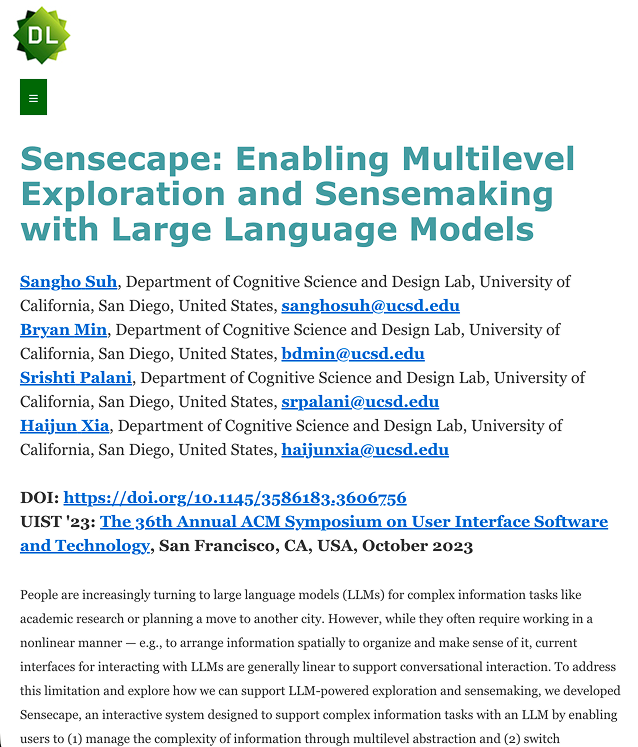 DL
≡
Sensecape: Enabling Multilevel
Exploration and Sensemaking
with Large Language Models
Sangho Suh, Department of Cognitive Science and Design Lab, University of
California, San Diego, United States, sanghosuh@ucsd.edu
Bryan Min, Department of Cognitive Science and Design Lab, University of
California, San Diego, United States, bdmin@ucsd.edu
Srishti Palani, Department of Cognitive Science and Design Lab, University of
California, San Diego, United States, srpalani@ucsd.edu
Haijun Xia, Department of Cognitive Science and Design Lab, University of
California, San Diego, United States, haijunxia@ucsd.edu
DOI: https://doi.org/10.1145/3586183.3606756
UIST '23: The 36th Annual ACM Symposium on User Interface Software
and Technology, San Francisco, CA, USA, October 2023
People are increasingly turning to large language models (LLMs) for complex information tasks like
academic research or planning a move to another city. However, while they often require working in a
nonlinear manner — e.g., to arrange information spatially to organize and make sense of it, current
interfaces for interacting with LLMs are generally linear to support conversational interaction. To address
this limitation and explore how we can support LLM-powered exploration and sensemaking, we developed
Sensecape, an interactive system designed to support complex information tasks with an LLM by enabling
users to (1) manage the complexity of information through multilevel abstraction and (2) switch